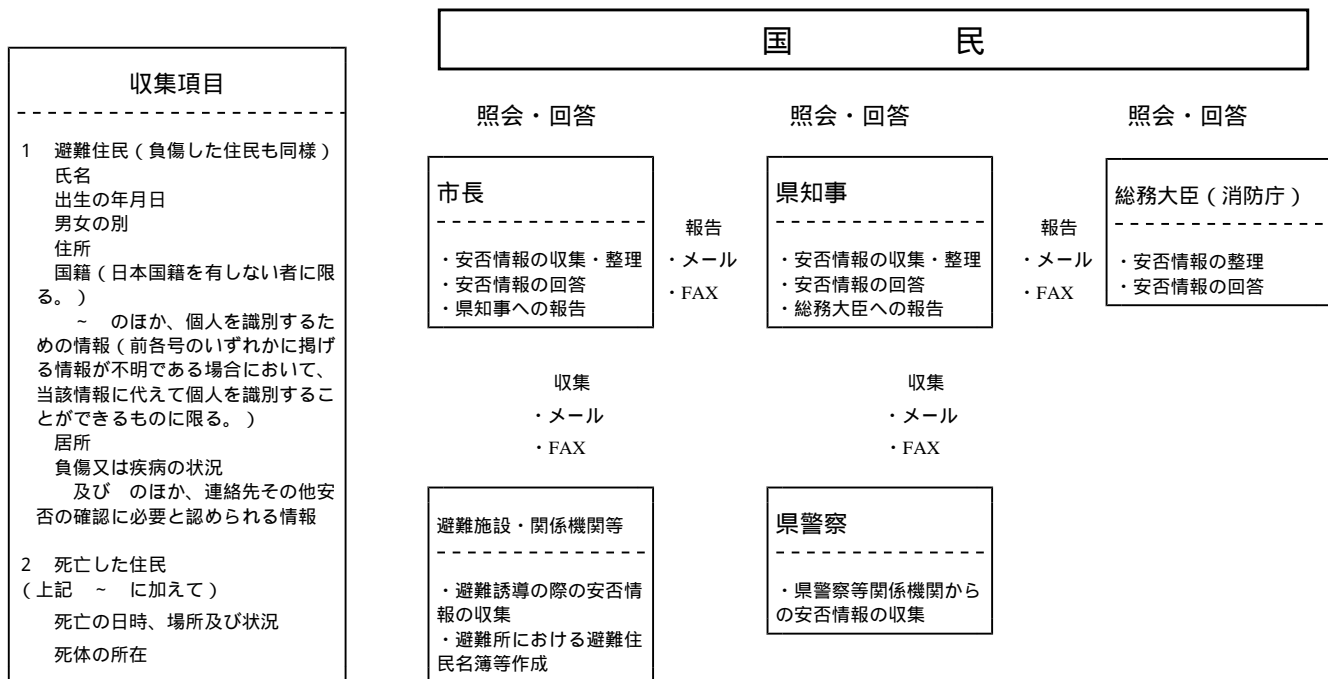 国 民
収集項目
1 避難住民(負傷した住民も同様)
氏名
出生の年月日
男女の別
住所
国籍(日本国籍を有しない者に限
る。)
~ のほか、個人を識別するた
めの情報(前各号のいずれかに掲げ
る情報が不明である場合において、
当該情報に代えて個人を識別するこ
とができるものに限る。)
居所
負傷又は疾病の状況
及び のほか、連絡先その他安
否の確認に必要と認められる情報
2 死亡した住民
(上記 ~ に加えて)
死亡の日時、場所及び状況
死体の所在
照会・回答
照会・回答
照会・回答
市長
・安否情報の収集・整理
・安否情報の回答
・県知事への報告
報告
・メール
・FAX
県知事
・安否情報の収集・整理
・安否情報の回答
・総務大臣への報告
報告
・メール
・FAX
総務大臣(消防庁)
・安否情報の整理
・安否情報の回答
収集
・メール
・FAX
収集
・メール
・FAX
避難施設・関係機関等
・避難誘導の際の安否情
報の収集
・避難所における避難住
民名簿等作成
県警察
・県警察等関係機関から
の安否情報の収集